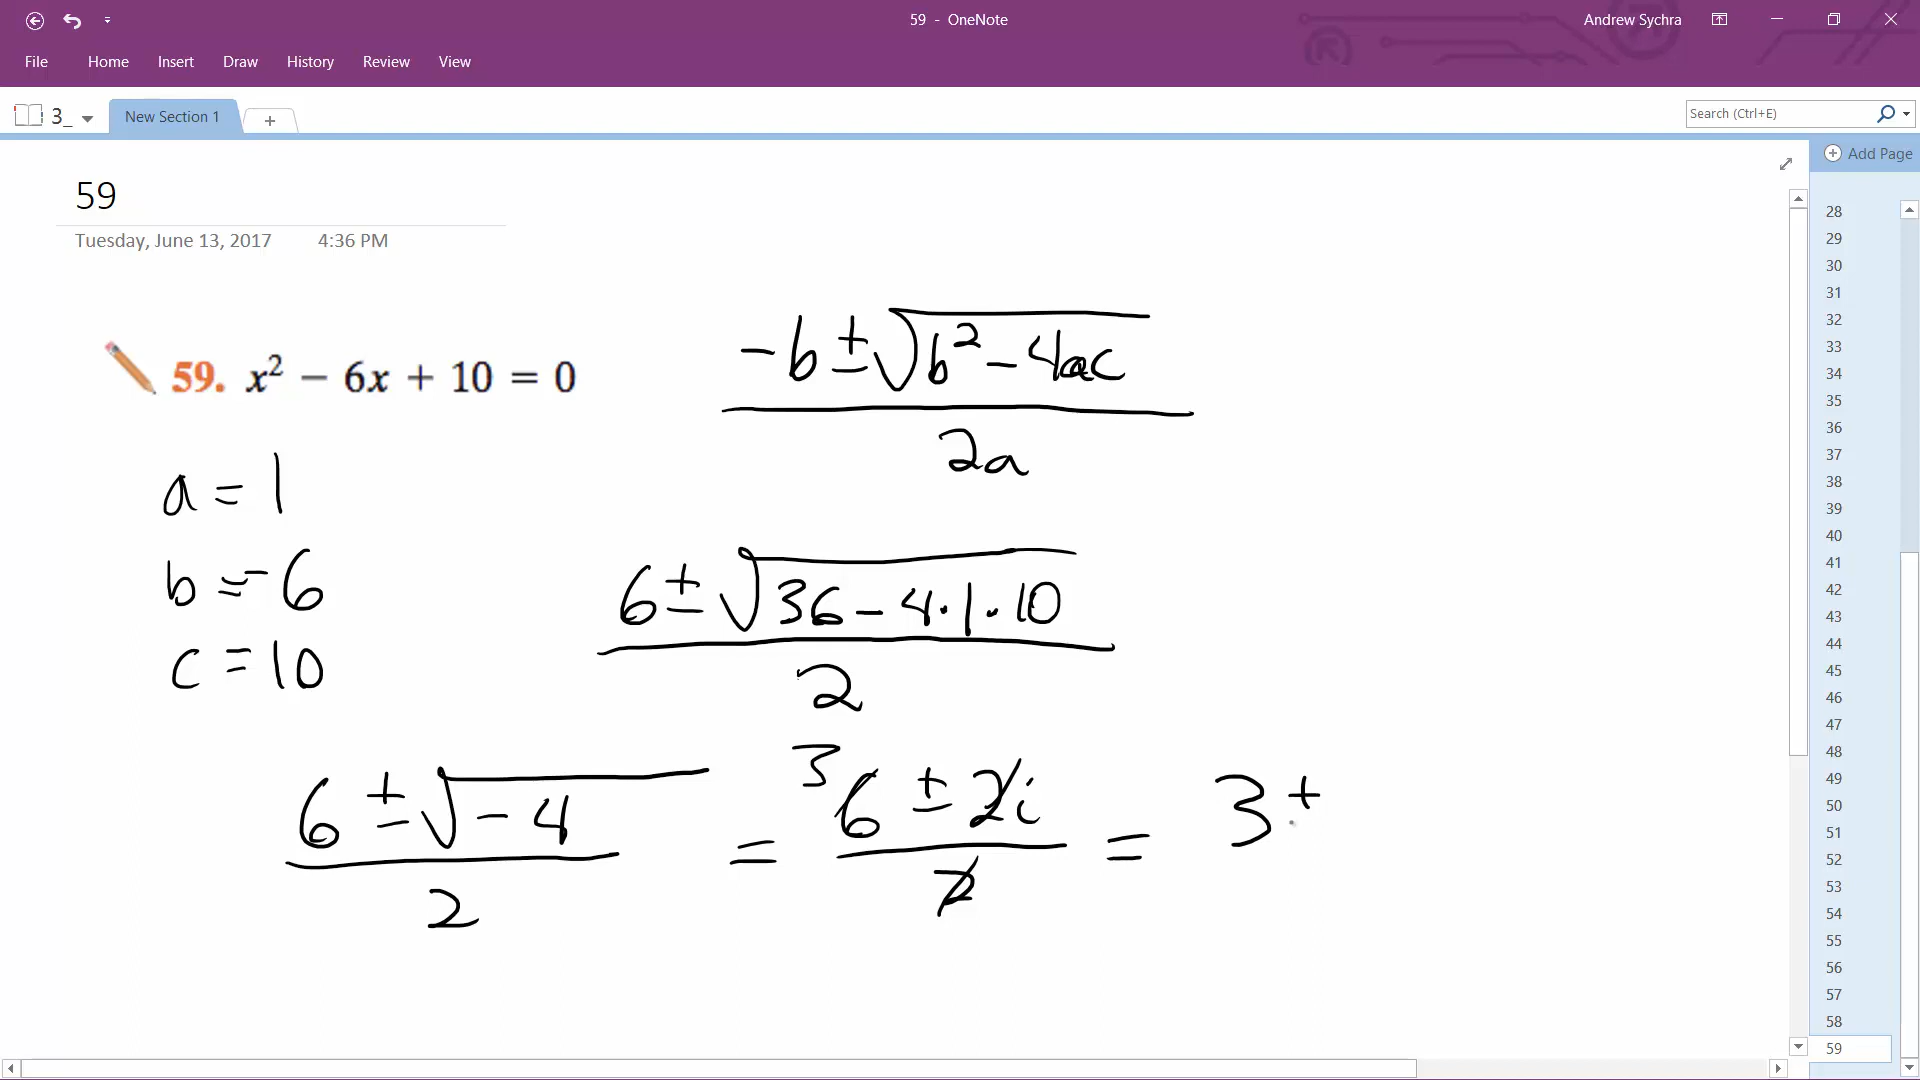 59 - OneNote
Andrew Sychra
File Home Insert Draw History Review View
3_ New Section 1 +
Search (Ctrl+E)
Add Page
59
Tuesday, June 13, 2017 4:36 PM
59. x² − 6x + 10 = 0
-b ± √(b² - 4ac)
2a
a = 1
b = -6
c = 10
6 ± √(36 - 4·1·10)
2
6 ± √(-4)
2
=
3
6 ± 2i
2
= 3 +
28
29
30
31
32
33
34
35
36
37
38
39
40
41
42
43
44
45
46
47
48
49
50
51
52
53
54
55
56
57
58
59